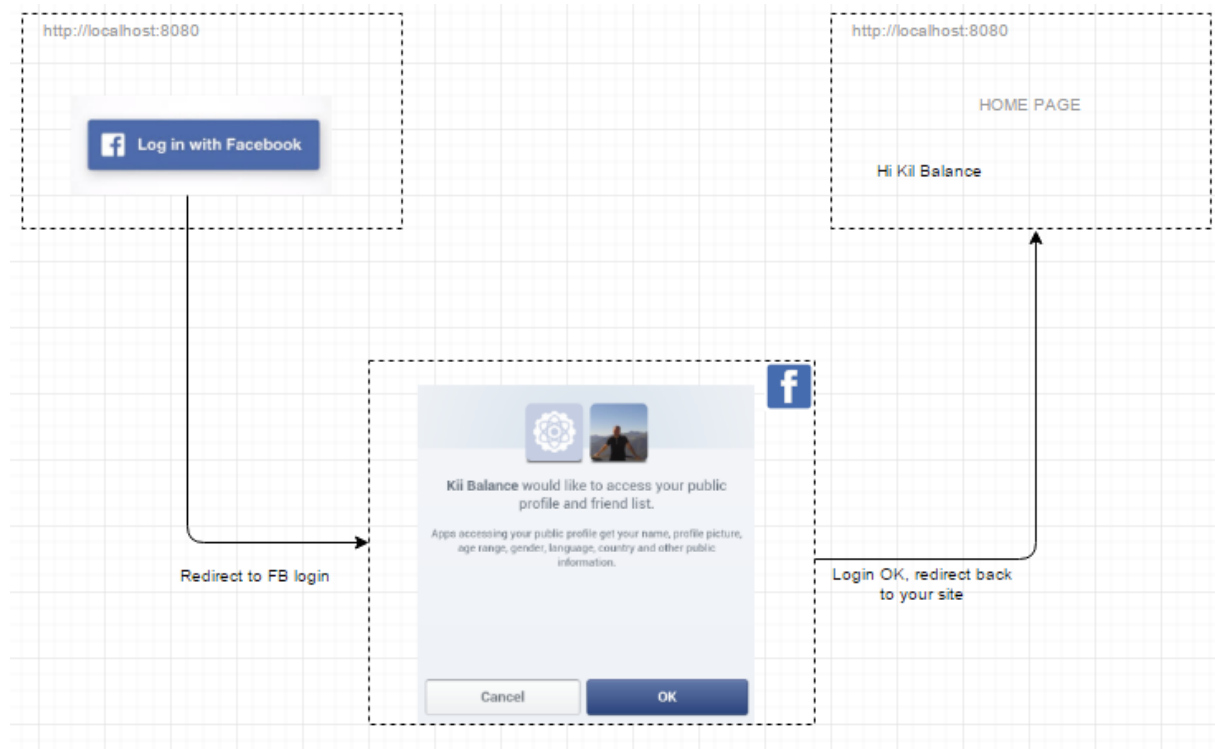 http://localhost:8080
Log in with Facebook
http://localhost:8080
HOME PAGE
Hi Kil Balance
Kii Balance would like to access your public
profile and friend list.
Apps accessing your public profile get your name, profile picture,
age range, gender, language, country and other public
information.
Cancel
OK
Redirect to FB login
Login OK, redirect back
to your site